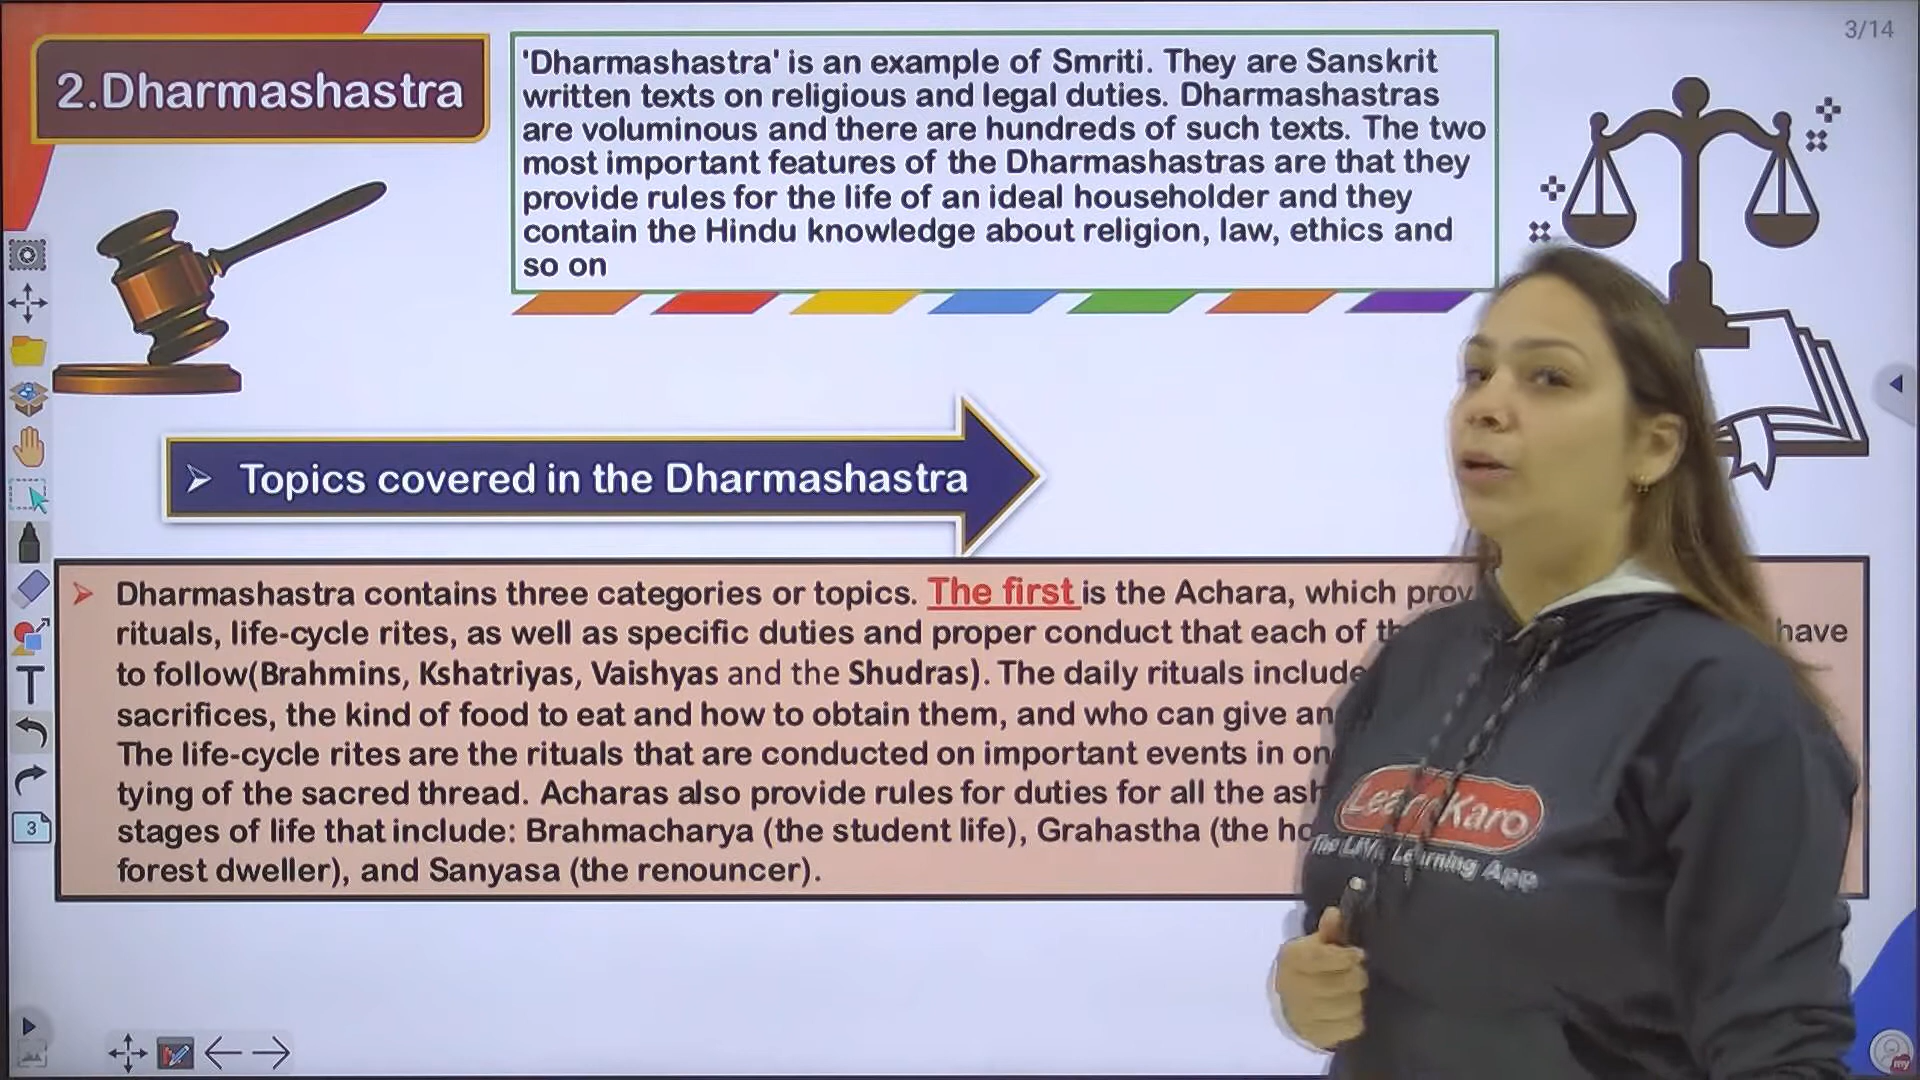 3/14
2.Dharmashastra
'Dharmashastra' is an example of Smriti. They are Sanskrit
written texts on religious and legal duties. Dharmashastras
are voluminous and there are hundreds of such texts. The two
most important features of the Dharmashastras are that they
provide rules for the life of an ideal householder and they
contain the Hindu knowledge about religion, law, ethics and
so on
➢ Topics covered in the Dharmashastra
➢ Dharmashastra contains three categories or topics. The first is the Achara, which prov
rituals, life-cycle rites, as well as specific duties and proper conduct that each of th have
to follow(Brahmins, Kshatriyas, Vaishyas and the Shudras). The daily rituals include
sacrifices, the kind of food to eat and how to obtain them, and who can give an
The life-cycle rites are the rituals that are conducted on important events in on
tying of the sacred thread. Acharas also provide rules for duties for all the ash
stages of life that include: Brahmacharya (the student life), Grahastha (the ho
forest dweller), and Sanyasa (the renouncer).
Learn Karo
The LIVE Learning App
3
my